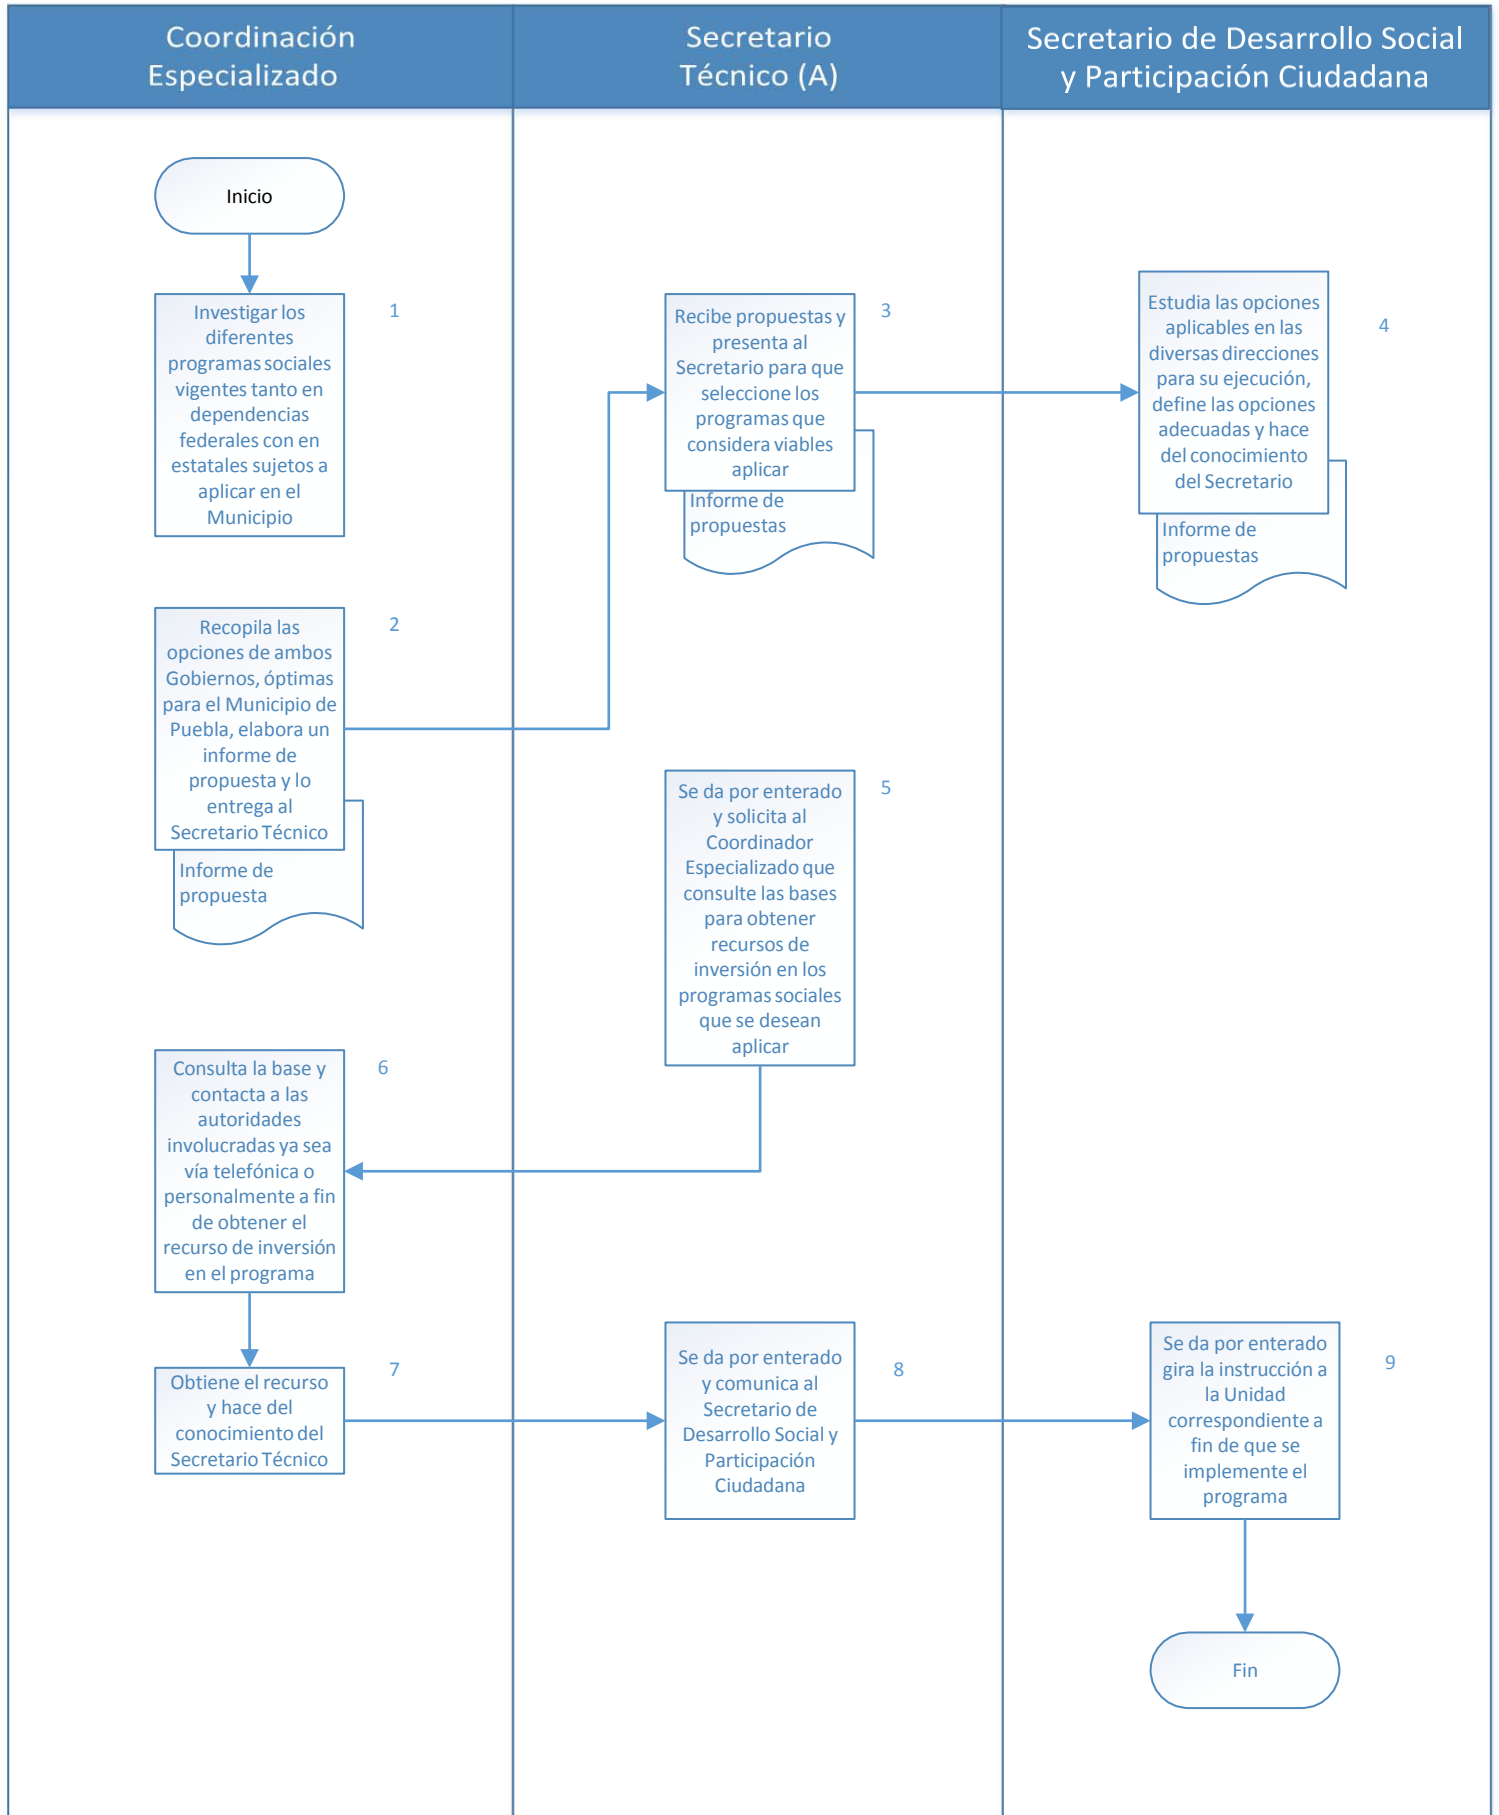 Coordinación
Especializado
Secretario
Técnico (A)
Secretario de Desarrollo Social
y Participación Ciudadana
Inicio
Investigar los
diferentes
programas sociales
vigentes tanto en
dependencias
federales con en
estatales sujetos a
aplicar en el
Municipio
1
Recopila las
opciones de ambos
Gobiernos, óptimas
para el Municipio de
Puebla, elabora un
informe de
propuesta y lo
entrega al
Secretario Técnico
2
Informe de
propuesta
Recibe propuestas y
presenta al
Secretario para que
seleccione los
programas que
considera viables
aplicar
3
Informe de
propuestas
Estudia las opciones
aplicables en las
diversas direcciones
para su ejecución,
define las opciones
adecuadas y hace
del conocimiento
del Secretario
4
Informe de
propuestas
Se da por enterado
y solicita al
Coordinador
Especializado que
consulte las bases
para obtener
recursos de
inversión en los
programas sociales
que se desean
aplicar
5
Consulta la base y
contacta a las
autoridades
involucradas ya sea
vía telefónica o
personalmente a fin
de obtener el
recurso de inversión
en el programa
6
Obtiene el recurso
y hace del
conocimiento del
Secretario Técnico
7
Se da por enterado
y comunica al
Secretario de
Desarrollo Social y
Participación
Ciudadana
8
Se da por enterado
gira la instrucción a
la Unidad
correspondiente a
fin de que se
implemente el
programa
9
Fin